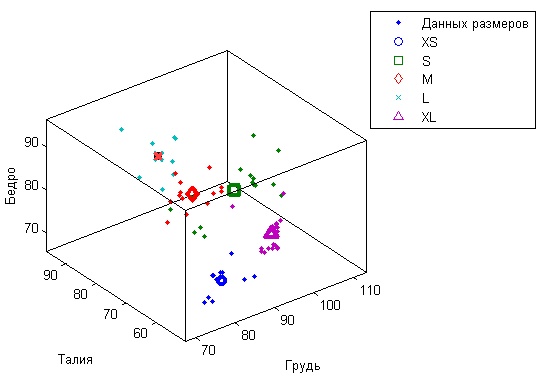 Данных размеров
XS
S
M
L
XL
90
80
70
Бедро
90
80
70
60
Талия
70
80
90
100
110
Грудь